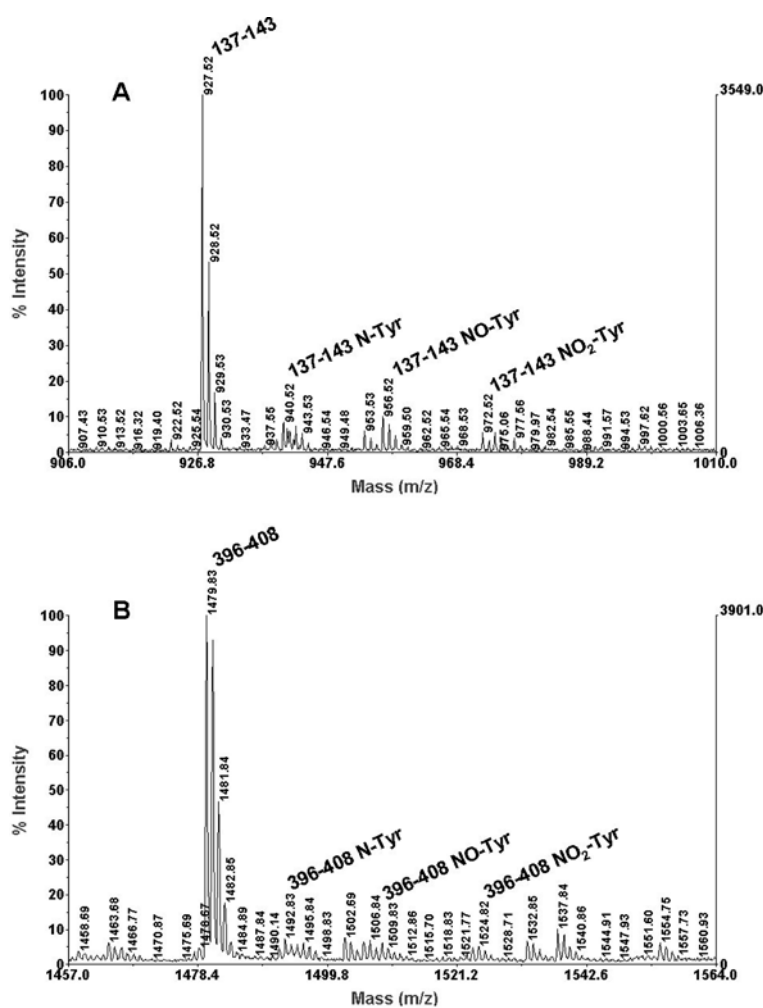 137-143
A
927.52
3549.0
100
90
80
70
60
50
40
30
20
10
0
% Intensity
928.52
929.53
137-143 N-Tyr
137-143 NO-Tyr
137-143 NO2-Tyr
907.43 910.53 913.52 916.32 919.40 922.52 925.54 930.53 933.47 937.55 940.52 943.53 946.54 949.48 953.53 956.52 959.50 962.52 965.54 968.53 972.52 975.06 977.56 979.97 982.54 985.55 988.44 991.57 994.53 997.62 1000.56 1003.65 1006.36
0
906.0 926.8 947.6 968.4 989.2 1010.0
Mass (m/z)
396-408
B
1479.83
3901.0
100
90
80
70
60
50
40
30
20
10
0
% Intensity
1481.84
1482.85
396-408 N-Tyr
396-408 NO-Tyr
396-408 NO2-Tyr
1458.69 1463.68 1466.77 1470.87 1475.69 1478.67 1484.89 1487.84 1490.14 1492.83 1495.84 1498.83 1502.69 1506.84 1509.83 1512.86 1515.70 1518.83 1521.77 1524.82 1528.71 1532.85 1537.84 1540.86 1544.91 1547.93 1551.60 1554.75 1557.73 1560.93
0
1457.0 1478.4 1499.8 1521.2 1542.6 1564.0
Mass (m/z)